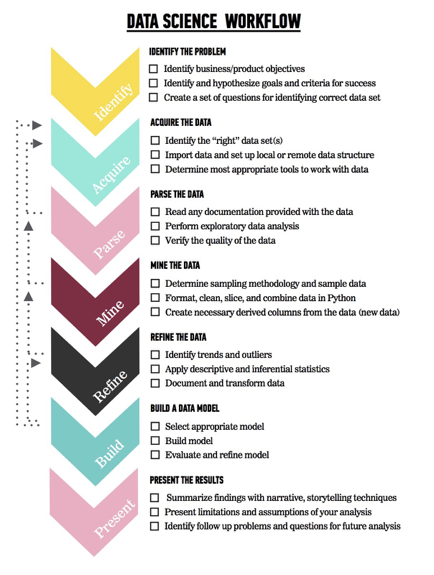 DATA SCIENCE WORKFLOW
IDENTIFY THE PROBLEM
Identify business/product objectives
Identify and hypothesize goals and criteria for success
Create a set of questions for identifying correct data set
Identify
ACQUIRE THE DATA
Identify the “right” data set(s)
Import data and set up local or remote data structure
Determine most appropriate tools to work with data
Acquire
PARSE THE DATA
Read any documentation provided with the data
Perform exploratory data analysis
Verify the quality of the data
Parse
MINE THE DATA
Determine sampling methodology and sample data
Format, clean, slice, and combine data in Python
Create necessary derived columns from the data (new data)
Mine
REFINE THE DATA
Identify trends and outliers
Apply descriptive and inferential statistics
Document and transform data
Refine
BUILD A DATA MODEL
Select appropriate model
Build model
Evaluate and refine model
Build
PRESENT THE RESULTS
Summarize findings with narrative, storytelling techniques
Present limitations and assumptions of your analysis
Identify follow up problems and questions for future analysis
Present